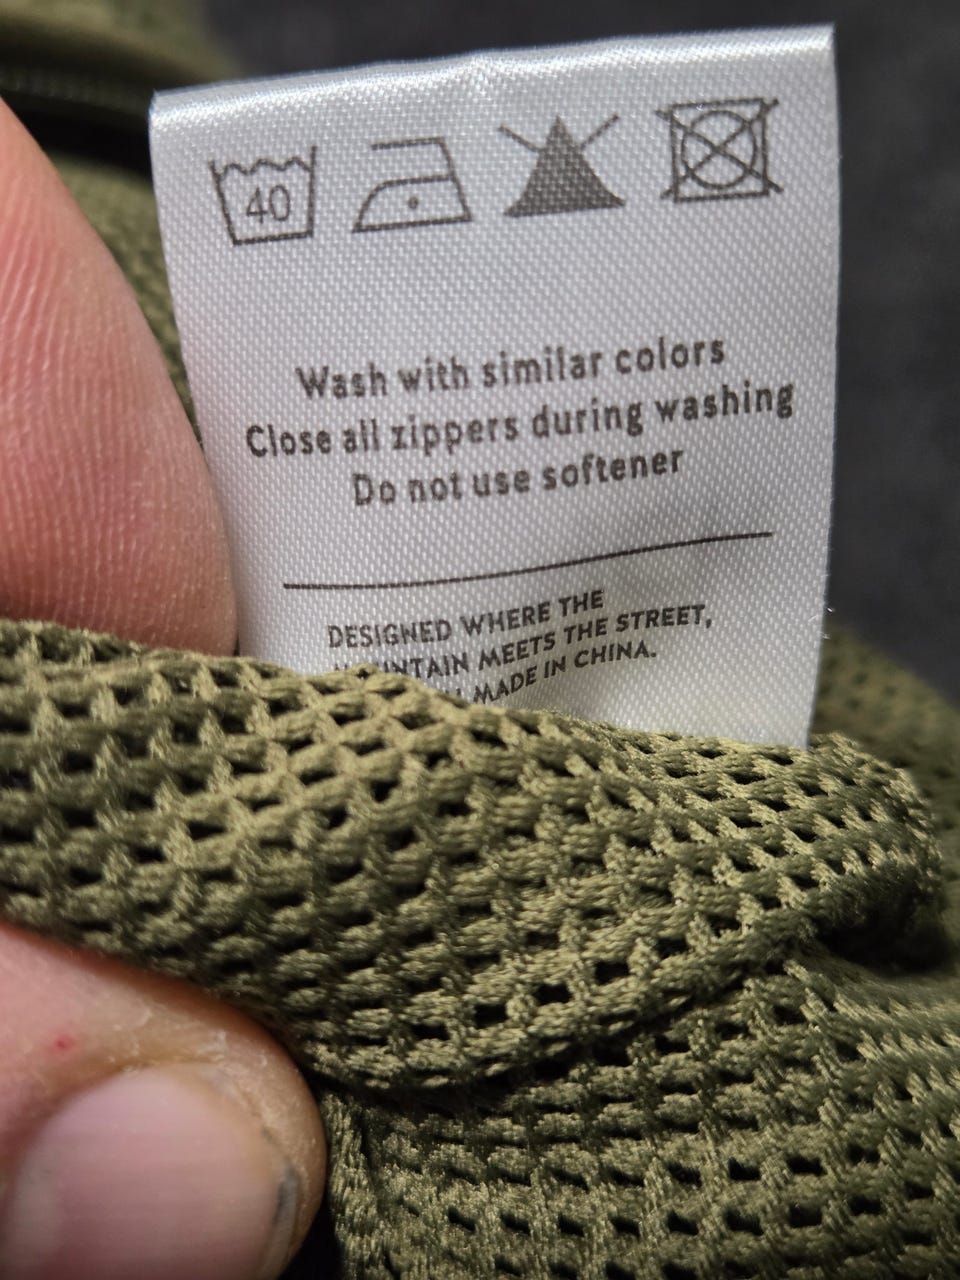 40
Wash with similar colors
Close all zippers during washing
Do not use softener
DESIGNED WHERE THE
MEETS THE STREET,
MADE IN CHINA.